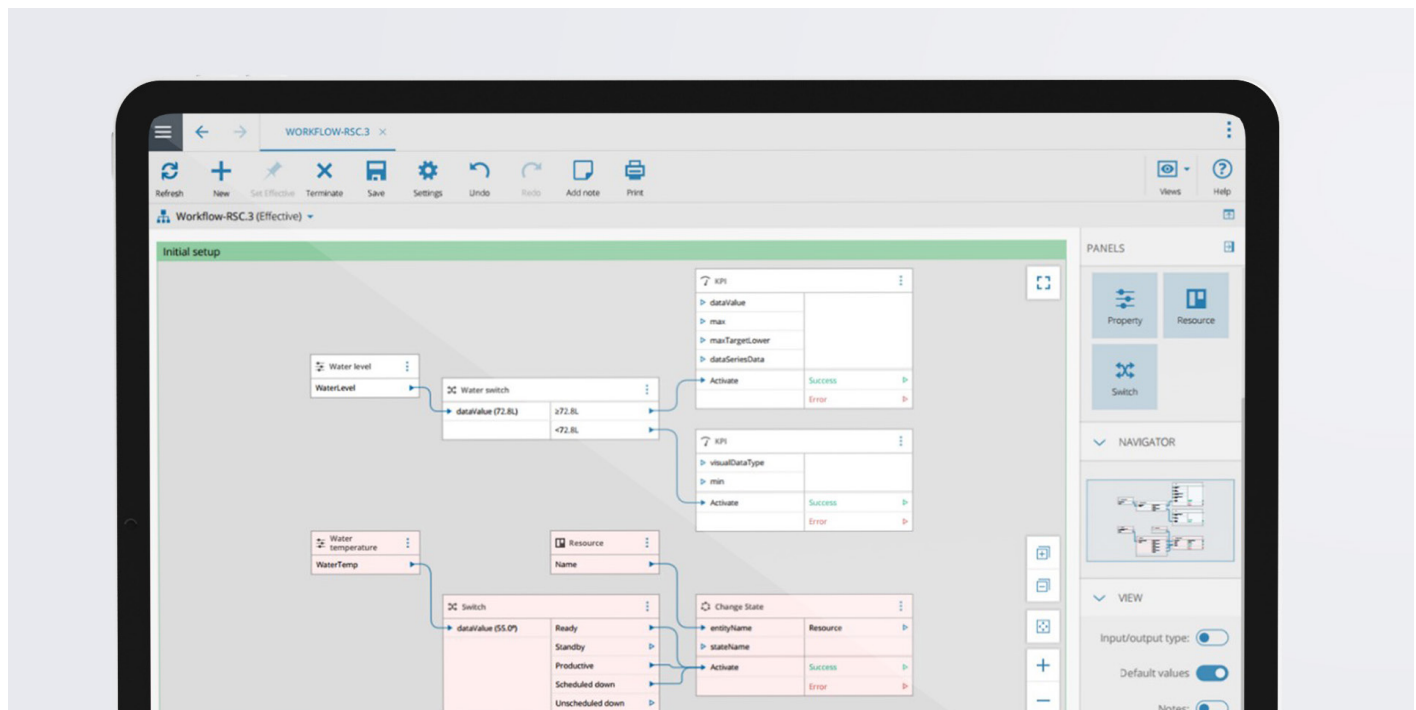 WORKFLOW-RSC.3
Refresh
New
Set Effective
Terminate
Save
Settings
Undo
Redo
Add note
Print
Views
Help
Workflow-RSC.3 (Effective)
Initial setup
PANELS
Property
Resource
Switch
NAVIGATOR
VIEW
Input/output type:
Default values
Notes:
KPI
dataValue
max
maxTargetLower
dataSeriesData
Activate
Success
Error
Water level
WaterLevel
Water switch
dataValue (72.8L)
≥72.8L
<72.8L
KPI
visualDataType
min
Activate
Success
Error
Water
temperature
WaterTemp
Resource
Name
Switch
dataValue (55.0°)
Ready
Standby
Productive
Scheduled down
Unscheduled down
Change State
entityName
Resource
stateName
Activate
Success
Error